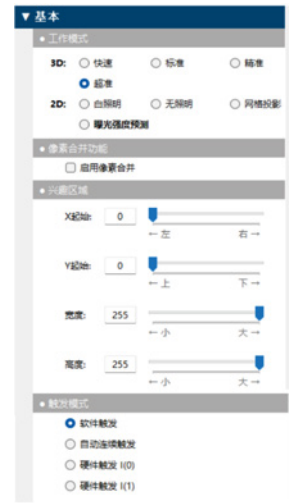 ▼ 基本
• 工作模式
3D: 快速 标准 精准
超准
2D: 白照明 无照明 网格投影
曝光强度预测
• 像素合并功能
启用像素合并
• 兴趣区域
X起始: 0
← 左 右 →
Y起始: 0
← 上 下 →
宽度: 255
← 小 大 →
高度: 255
← 小 大 →
• 触发模式
软件触发
自动连续触发
硬件触发 I(0)
硬件触发 I(1)